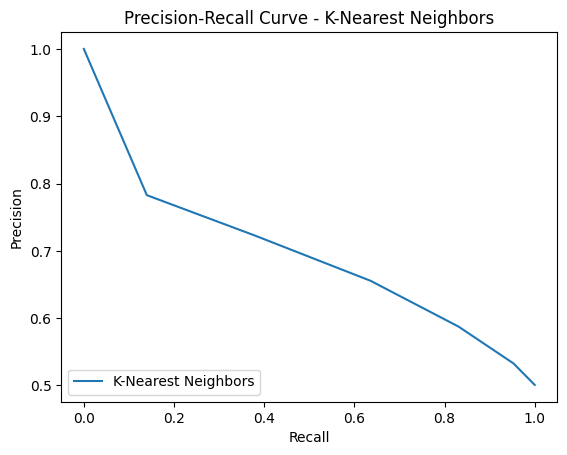 Precision-Recall Curve - K-Nearest Neighbors
1.0
0.9
0.8
0.7
0.6
0.5
Precision
K-Nearest Neighbors
0.0 0.2 0.4 0.6 0.8 1.0
Recall